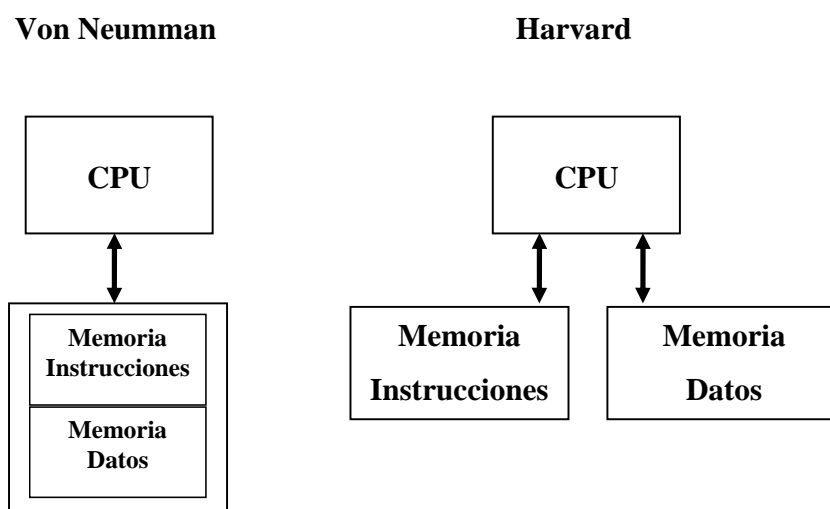 Von Neumman
CPU
Memoria
Instrucciones
Memoria
Datos
Harvard
CPU
Memoria
Instrucciones
Memoria
Datos